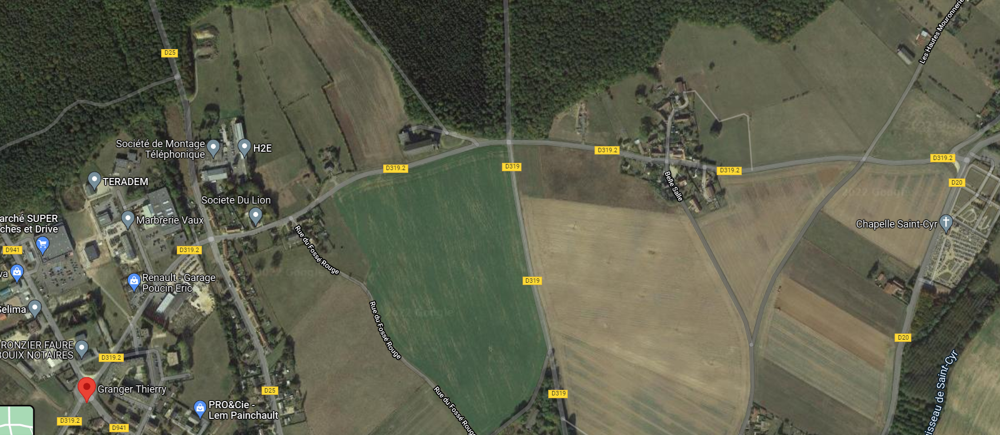 Les Hautes Mouronnerie
D25
Société de Montage
Téléphonique
H2E
D319.2
D319.2
D319.2
D319.2
D319
D20
TERADEM
Belle Salle
Societe Du Lion
arché SUPER
ches et Drive
Marbrerie Vaux
Chapelle Saint-Cyr
D941
D319.2
Rue du Fossé Rouge
va
Renault - Garage
Poucin Eric
D319
Selima
Rue du Fossé Rouge
D20
RONZIER FAURE
BOUIX NOTAIRES
D319.2
isseau de Saint-Cyr
Granger Thierry
D25
Rue du Fossé Rouge
D319
PRO&Cie -
Lem Painchault
D319.2
D941